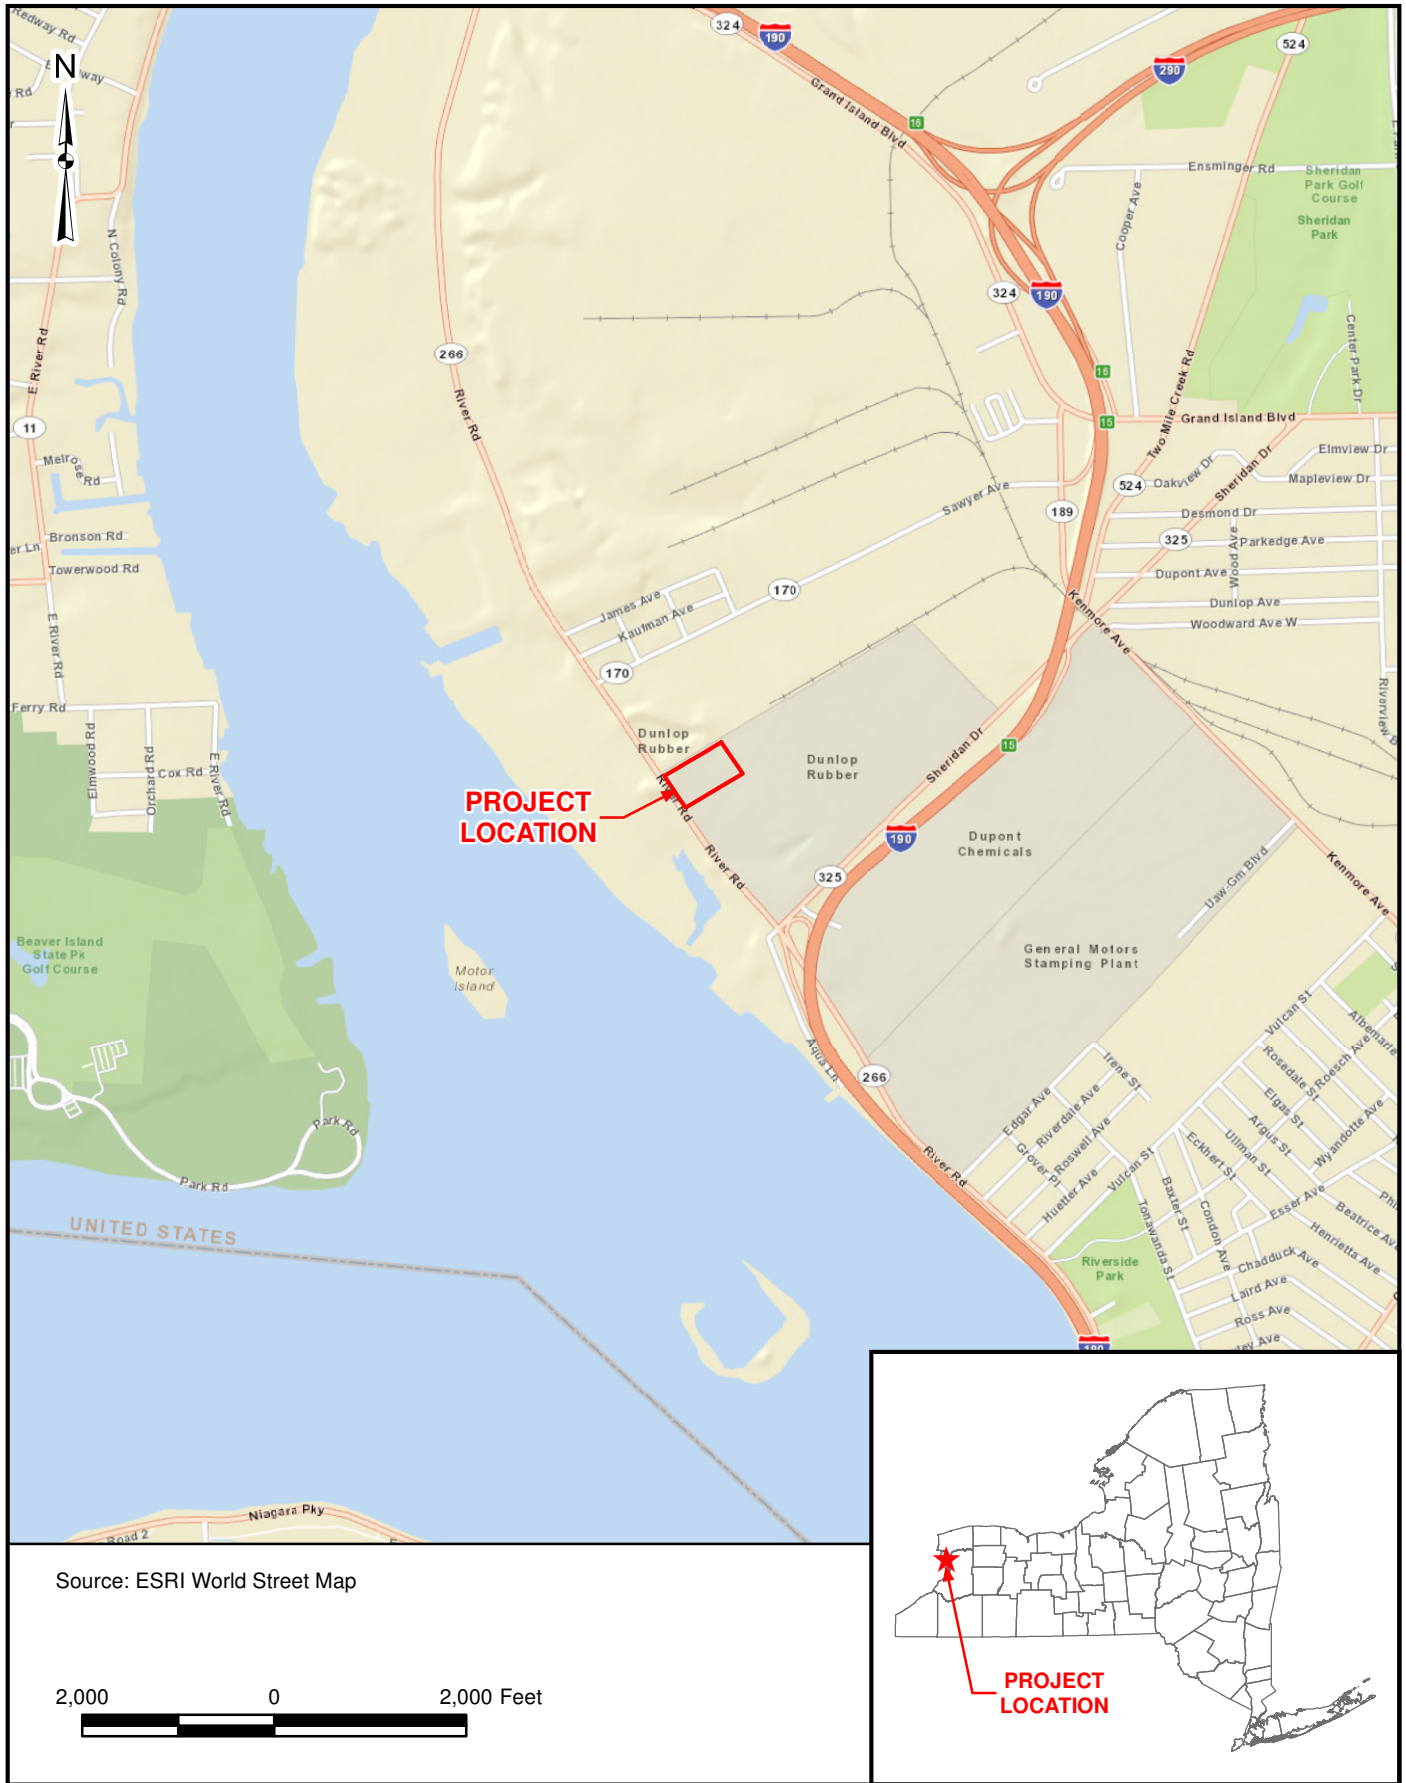 Redway Rd
N
Rd
324
190
290
524
Grand Island Blvd
16
Ensminger Rd
Sheridan
Park Golf
Course
Sheridan
Park
Cooper Ave
N Colony Rd
E River Rd
324
190
266
River Rd
16
15
Grand Island Blvd
Two Mile Creek Rd
Center Park Dr
11
Melrose Rd
Sawyer Ave
524
Oakview Dr
Sheridan Dr
Elmview Dr
Mapleview Dr
189
Desmond Dr
325
Parkedge Ave
Wood Ave
Bronson Rd
er Ln
Towerwood Rd
Dupont Ave
Dunlop Ave
Woodward Ave W
James Ave
Kaufman Ave
170
Kenmore Ave
E River Rd
170
Riverview B
Ferry Rd
Elmwood Rd
Orchard Rd
Cox Rd
E River Rd
Dunlop
Rubber
Dunlop
Rubber
Sheridan Dr
15
PROJECT
LOCATION
River Rd
River Rd
190
Dupont
Chemicals
325
Uaw-Gm Blvd
Kenmore Ave
Beaver Island
State Pk
Golf Course
Motor
Island
General Motors
Stamping Plant
Aqua Ln
266
Vulcan St
Albemarle
Rosedale St
Roesch Ave
Irene St
Edgar Ave
Riverdale Ave
Roswell Ave
Grover Pl
Huetter Ave
Elgas St
Argus St
Ullman St
Eckhert St
Wyandotte Ave
Park Rd
Park Rd
River Rd
Vulcan St
Baxter St
Tonawanda St
Condon Ave
Esser Ave
Phil
Beatrice Ave
Henrietta Ave
Chadduck Ave
Laird Ave
Ross Ave
ley Ave
UNITED STATES
Riverside
Park
190
Niagara Pky
Road 2
Source: ESRI World Street Map
2,000
0
2,000 Feet
PROJECT
LOCATION